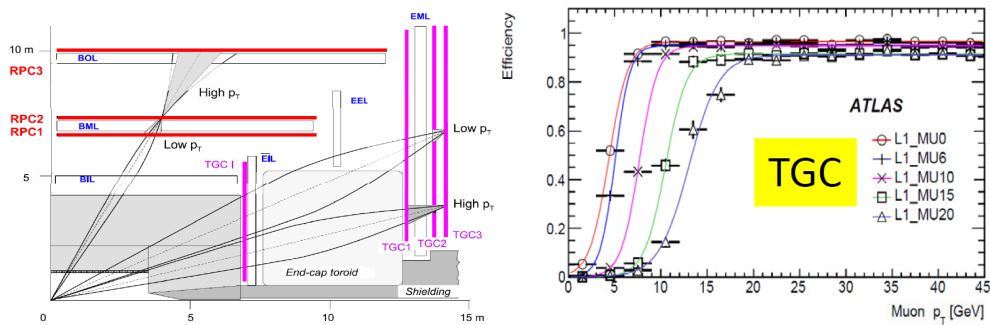 EML
10 m
RPC3
BOL
High pT
EEL
RPC2
RPC1
BML
Low pT
Low pT
TGC I
EIL
5
BIL
High pT
TGC1
TGC2
TGC3
End-cap toroid
Shielding
0
5
10
15 m
Efficiency
1
0.8
0.6
0.4
0.2
0
ATLAS
TGC
L1_MU0
L1_MU6
L1_MU10
L1_MU15
L1_MU20
0 5 10 15 20 25 30 35 40 45
Muon pT [GeV]